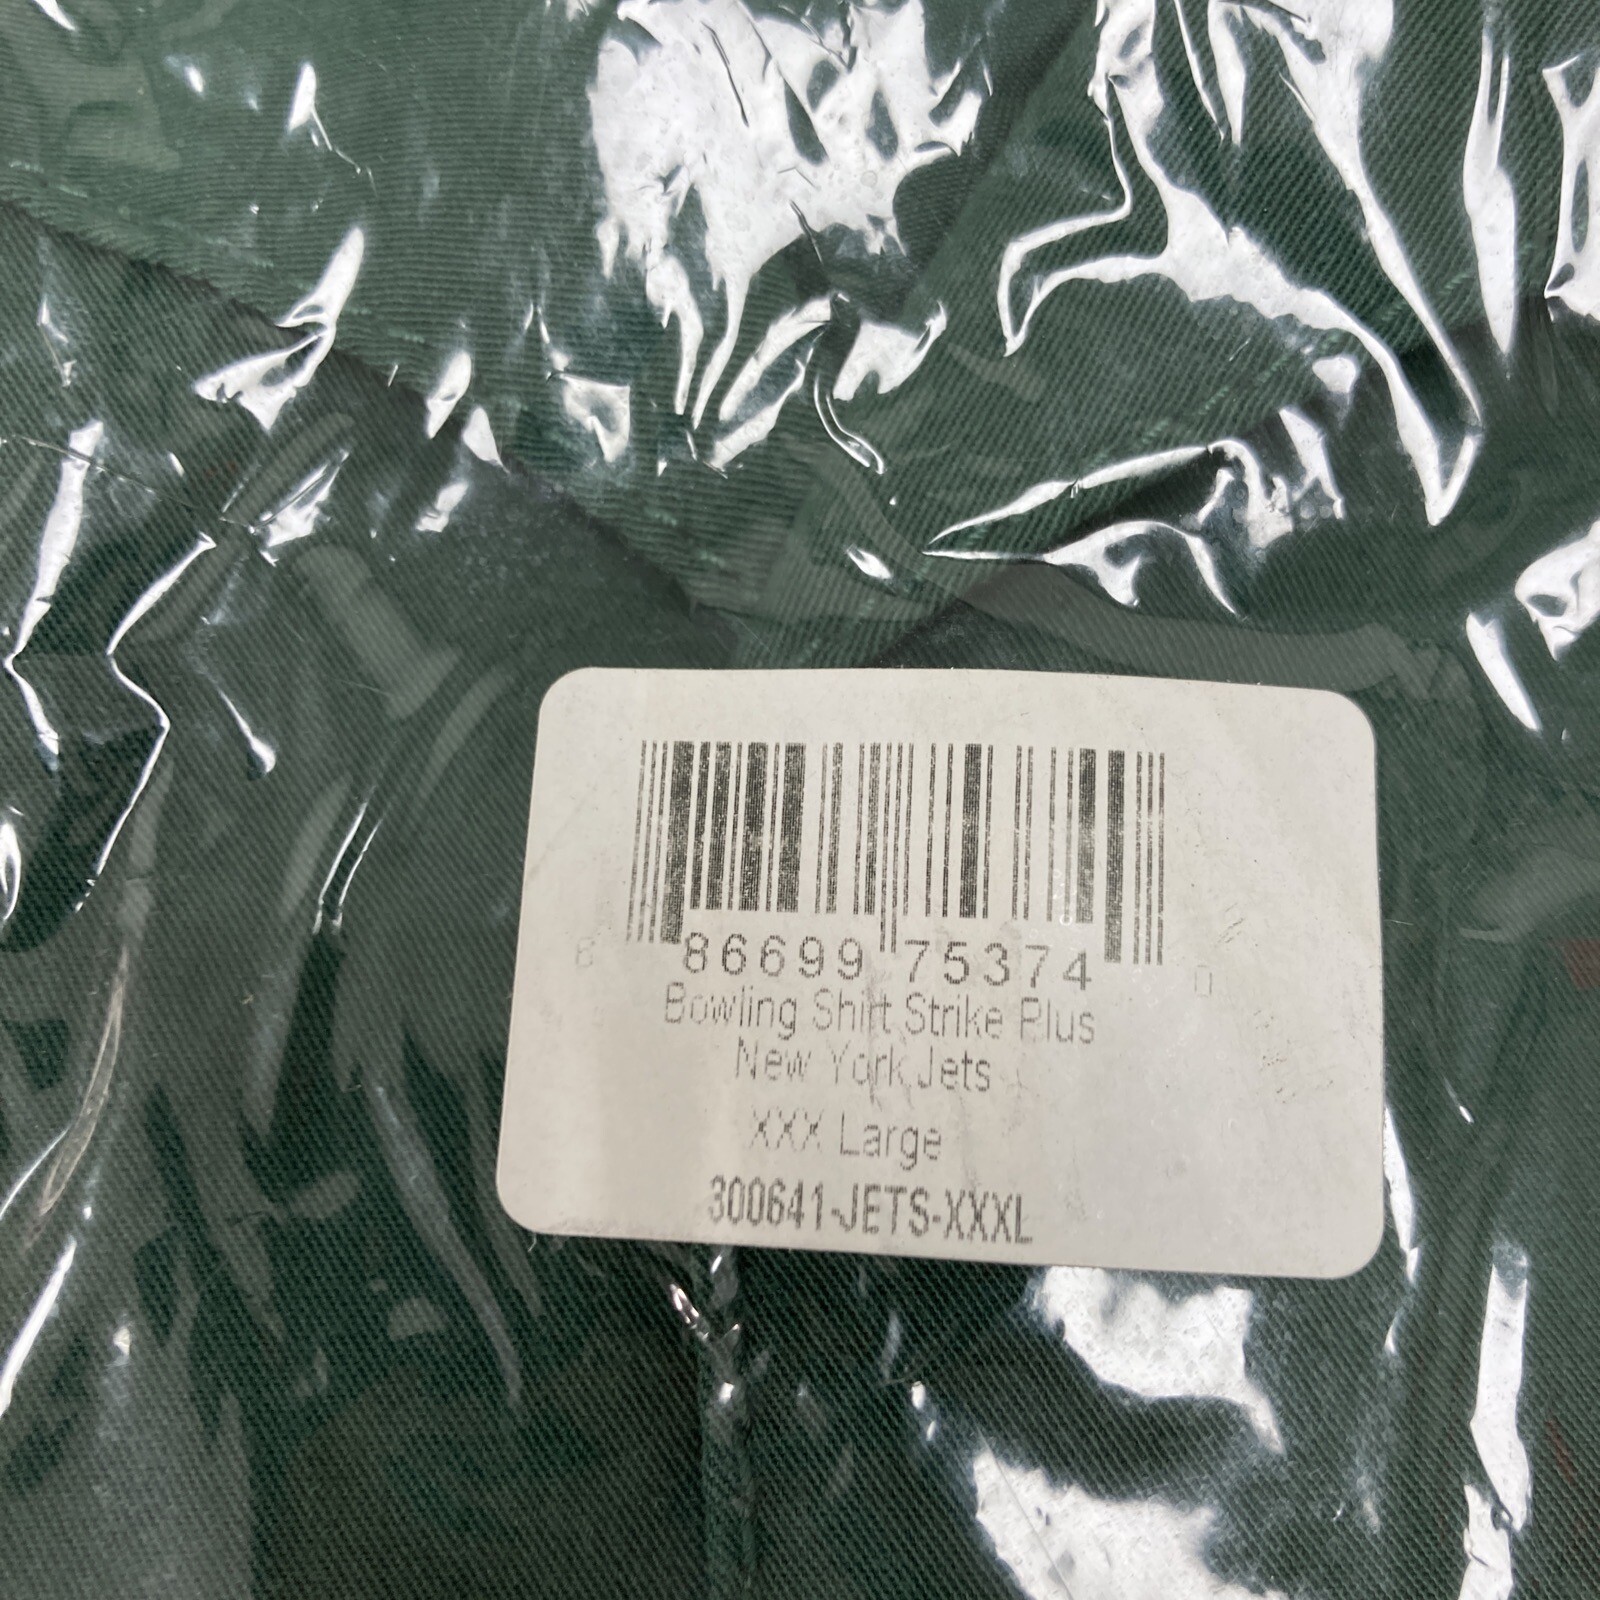 8 86699 75374 0
Bowling Shirt Strike Plus
New York Jets
XXX Large
300641-JETS-XXXL